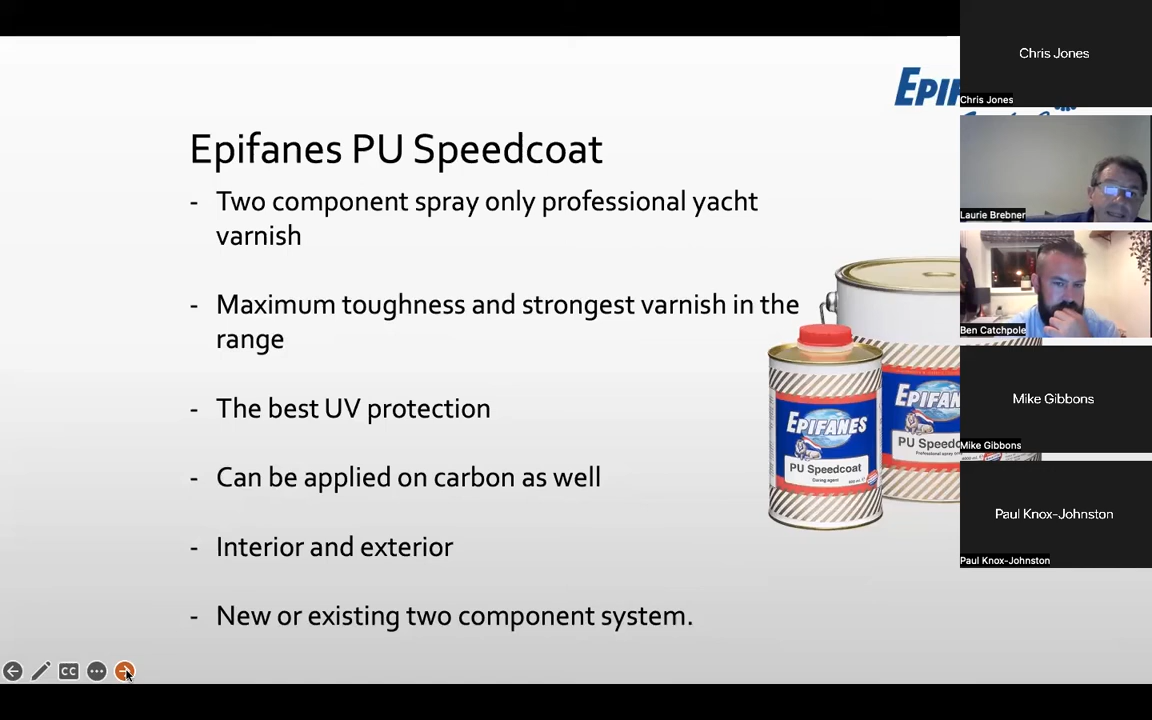 Chris Jones
Chris Jones
Epifanes PU Speedcoat
- Two component spray only professional yacht
varnish
Laurie Brebner
- Maximum toughness and strongest varnish in the
range
Ben Catchpole
- The best UV protection
EPIFANES
PU Speedcoat
Mike Gibbons
Mike Gibbons
- Can be applied on carbon as well
- Interior and exterior
Paul Knox-Johnston
Paul Knox-Johnston
- New or existing two component system.
CC